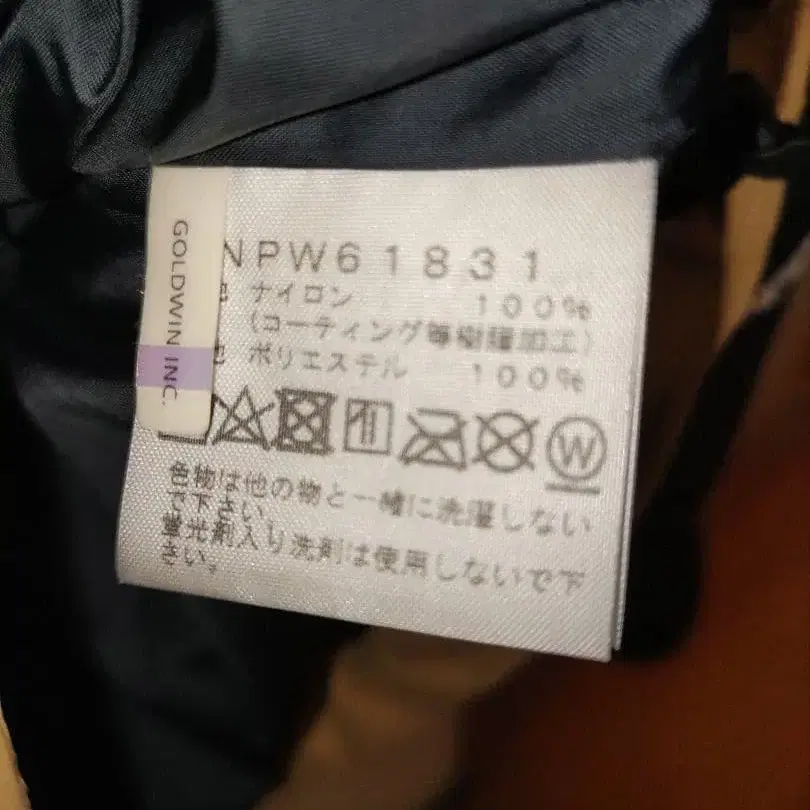 GOLDWIN INC.
NPW61831
地 ナイロン 100%
(コーティング等樹脂加工)
地 ポリエステル 100%
W
色物は他の物と一緒に洗濯しない
で下さい。
蛍光剤入り洗剤は使用しないで下
さい。